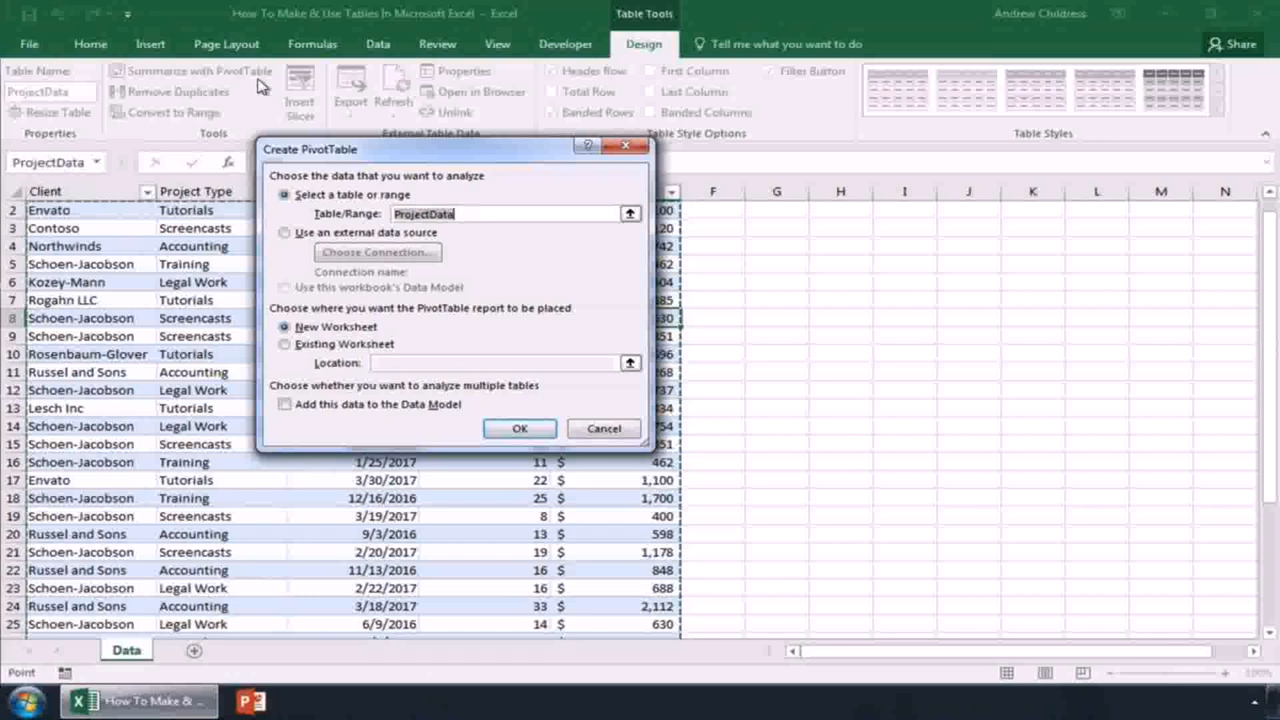 How To Make & Use Tables In Microsoft Excel - Excel
Table Tools
Andrew Childress
File Home Insert Page Layout Formulas Data Review View Developer Design Tell me what you want to do Share
Table Name:
ProjectData
Resize Table
Properties
Summarize with PivotTable
Remove Duplicates
Convert to Range
Tools
Insert
Slicer
Export Refresh
Properties
Unlink
External Table Data
Header Row First Column Filter Button
Total Row Last Column
Banded Rows Banded Columns
Table Style Options
Table Styles
ProjectData fx
Create PivotTable
Choose the data that you want to analyze
Select a table or range
Table/Range: ProjectData
Use an external data source
Choose Connection...
Connection name:
Use this workbook's Data Model
Choose where you want the PivotTable report to be placed
New Worksheet
Existing Worksheet
Location:
Choose whether you want to analyze multiple tables
Add this data to the Data Model
OK Cancel
Client Project Type F G H I J K L M N
2 Envato Tutorials
3 Contoso Screencasts
4 Northwinds Accounting
5 Schoen-Jacobson Training
6 Kozey-Mann Legal Work
7 Rogahn LLC Tutorials
8 Schoen-Jacobson Screencasts
9 Schoen-Jacobson Screencasts
10 Rosenbaum-Glover Tutorials
11 Russel and Sons Accounting
12 Schoen-Jacobson Legal Work
13 Lesch Inc Tutorials
14 Schoen-Jacobson Legal Work
15 Schoen-Jacobson Screencasts
16 Schoen-Jacobson Training 1/25/2017 11 $ 462
17 Envato Tutorials 3/30/2017 22 $ 1,100
18 Schoen-Jacobson Training 12/16/2016 25 $ 1,700
19 Schoen-Jacobson Screencasts 3/19/2017 8 $ 400
20 Russel and Sons Accounting 9/3/2016 13 $ 598
21 Schoen-Jacobson Screencasts 2/20/2017 19 $ 1,178
22 Russel and Sons Accounting 11/13/2016 16 $ 848
23 Schoen-Jacobson Legal Work 2/22/2017 16 $ 688
24 Russel and Sons Accounting 3/18/2017 33 $ 2,112
25 Schoen-Jacobson Legal Work 6/9/2016 14 $ 630
Data
Point 100%
How To Make & ...